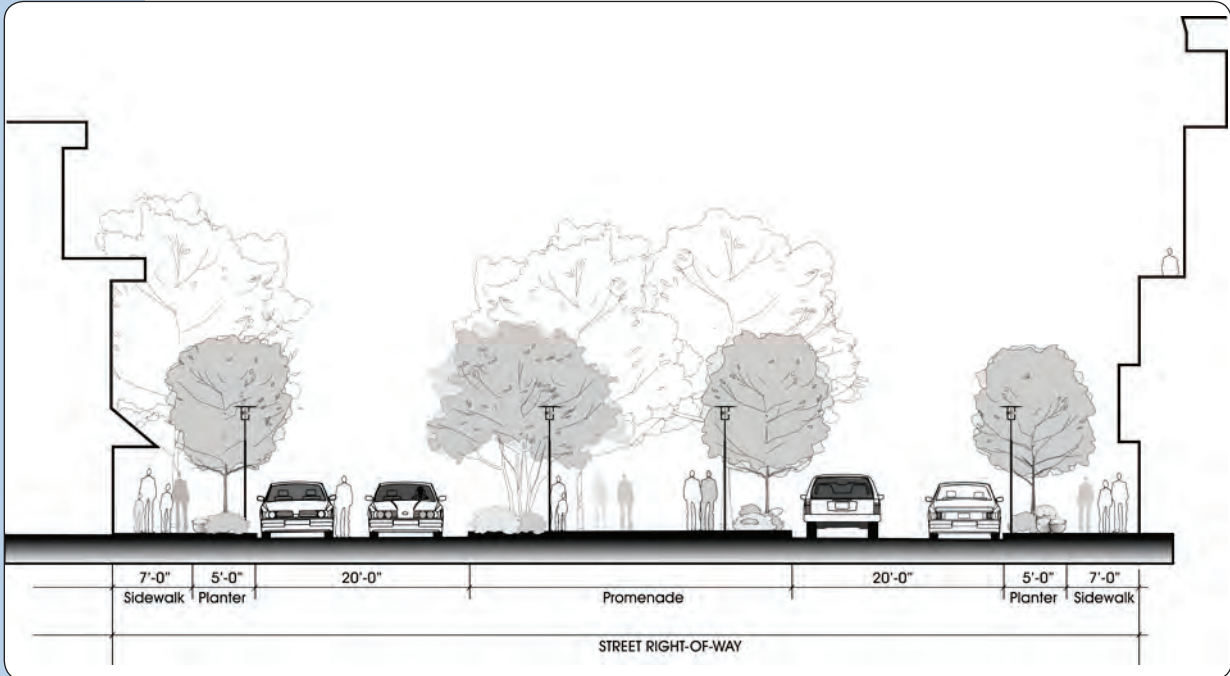 7'-0" 5'-0" 20'-0" 20'-0" 5'-0" 7'-0"
Sidewalk Planter Promenade Planter Sidewalk
STREET RIGHT-OF-WAY